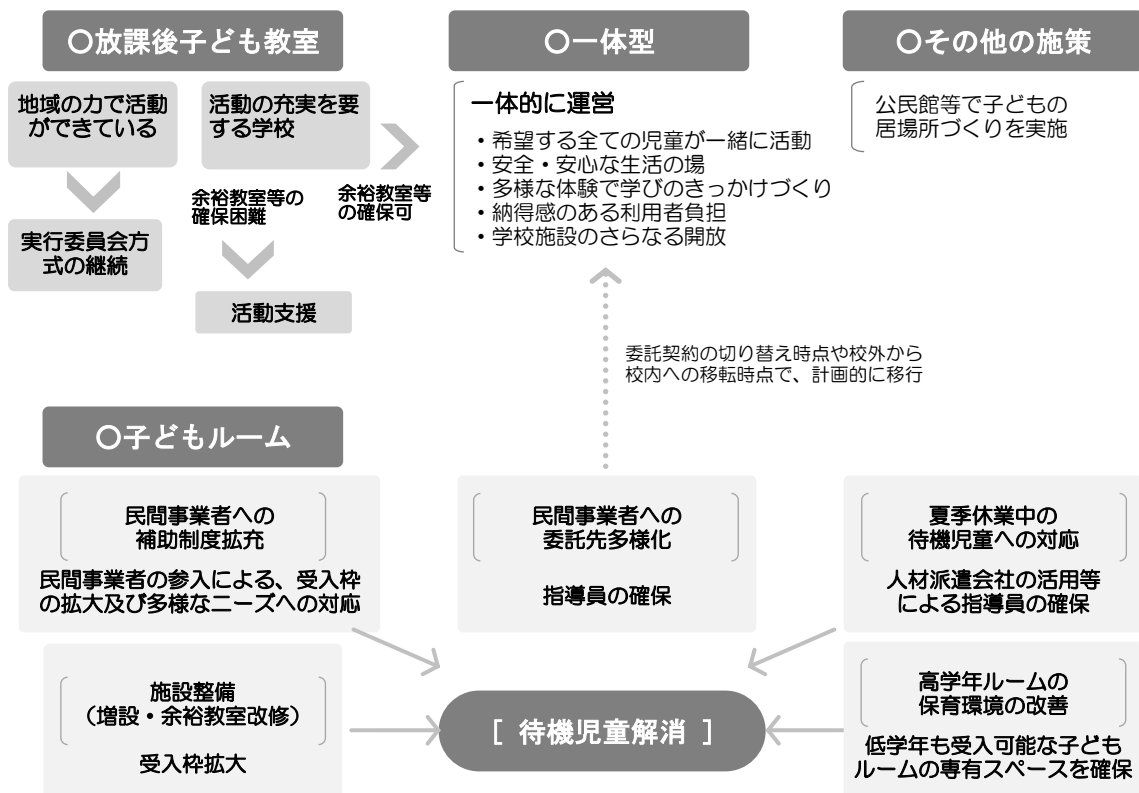 〇放課後子ども教室
地域の力で活動
ができている
実行委員会方
式の継続
活動の充実を要
する学校
余裕教室等の
確保困難
余裕教室等
の確保可
活動支援
〇一体型
一体的に運営
・希望する全ての児童が一緒に活動
・安全・安心な生活の場
・多様な体験で学びのきっかけづくり
・納得感のある利用者負担
・学校施設のさらなる開放
〇その他の施策
公民館等で子どもの
居場所づくりを実施
委託契約の切り替え時点や校外から
校内への移転時点で、計画的に移行
〇子どもルーム
民間事業者への
補助制度拡充
民間事業者の参入による、受入枠
の拡大及び多様なニーズへの対応
民間事業者への
委託先多様化
指導員の確保
夏季休業中の
待機児童への対応
人材派遣会社の活用等
による指導員の確保
施設整備
（増設・余裕教室改修）
受入枠拡大
［ 待機児童解消 ］
高学年ルームの
保育環境の改善
低学年も受入可能な子ども
ルームの専有スペースを確保